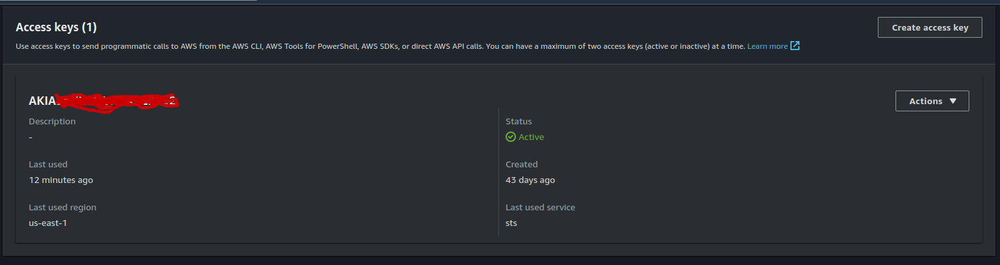 Access keys (1)
Create access key
Use access keys to send programmatic calls to AWS from the AWS CLI, AWS Tools for PowerShell, AWS SDKs, or direct AWS API calls. You can have a maximum of two access keys (active or inactive) at a time. Learn more
AKIA
Actions
Description
-
Status
Active
Last used
12 minutes ago
Created
43 days ago
Last used region
us-east-1
Last used service
sts